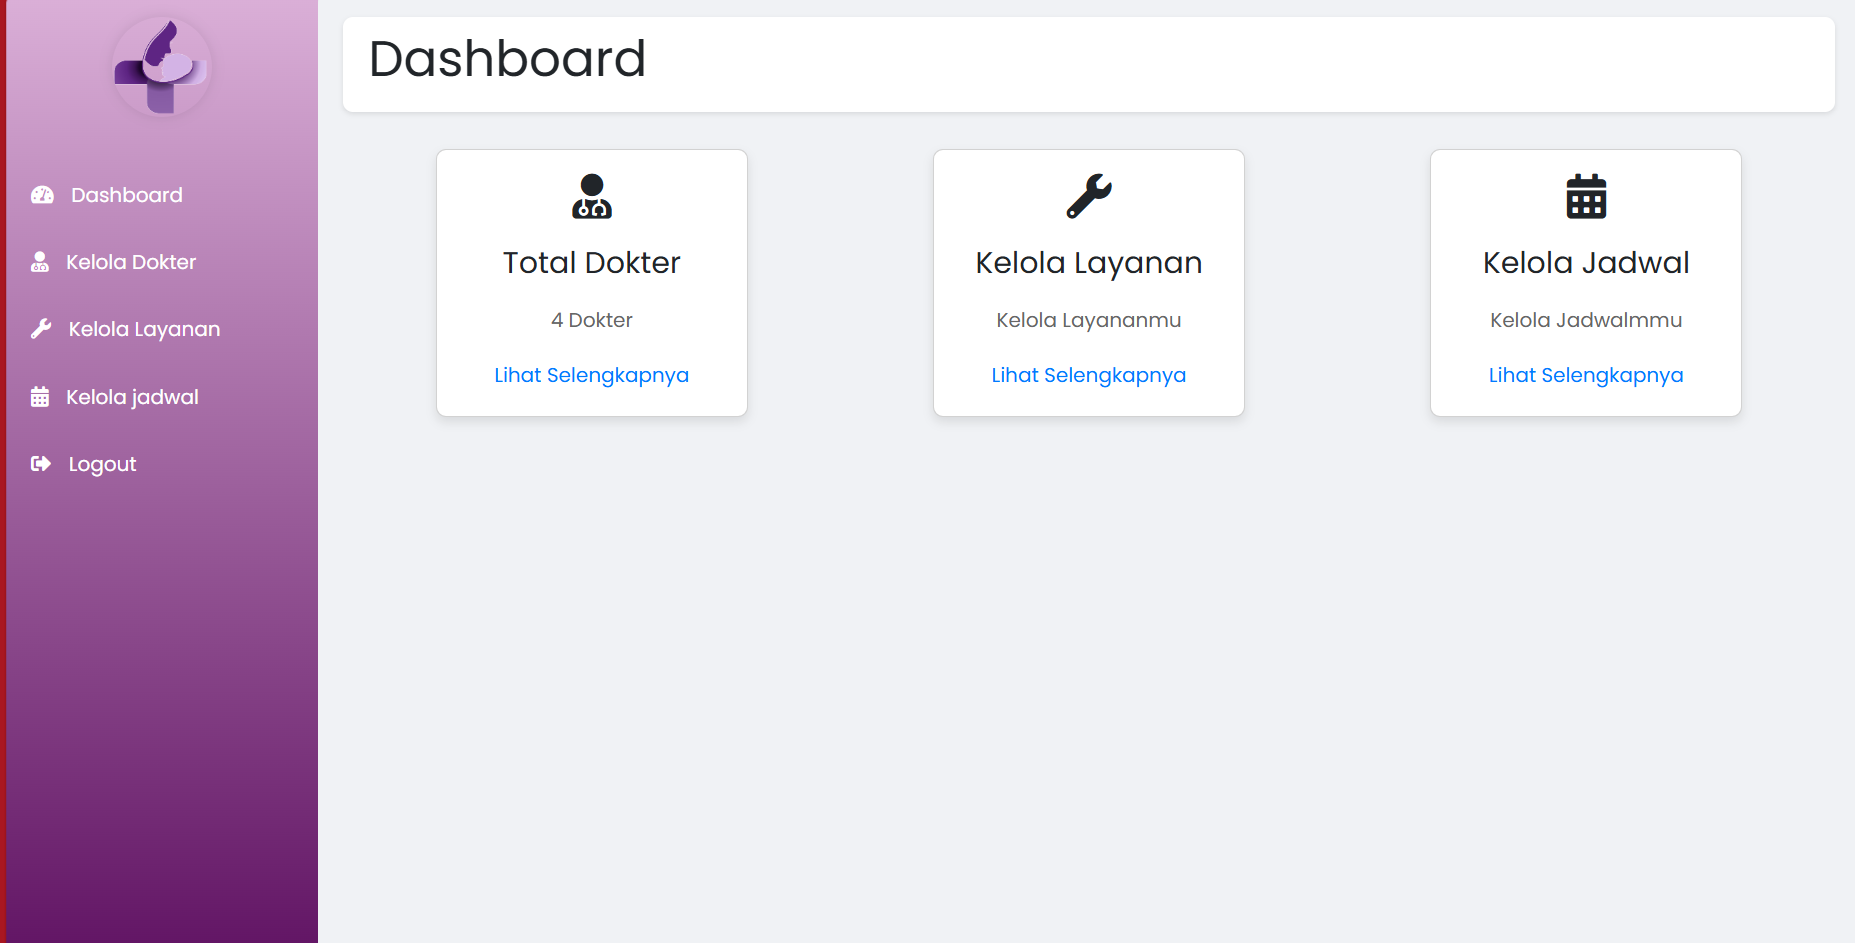 Dashboard
Kelola Dokter
Kelola Layanan
Kelola jadwal
Logout
Dashboard
Total Dokter
4 Dokter
Lihat Selengkapnya
Kelola Layanan
Kelola Layananmu
Lihat Selengkapnya
Kelola Jadwal
Kelola Jadwalmmu
Lihat Selengkapnya